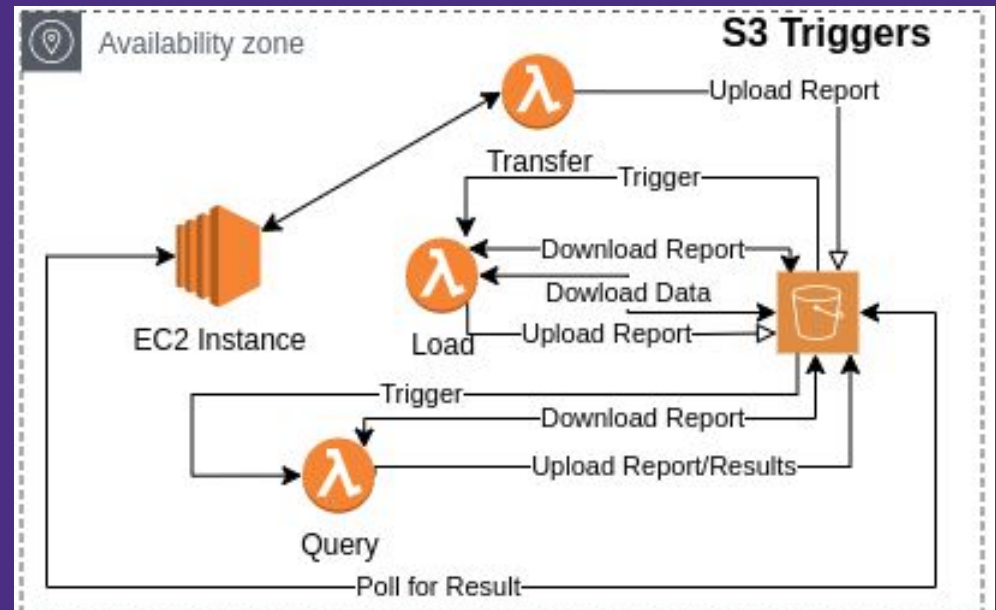 Availability zone
S3 Triggers
Upload Report
Transfer
Trigger
Download Report
Dowload Data
EC2 Instance
Load
Upload Report
Trigger
Download Report
Upload Report/Results
Query
Poll for Result